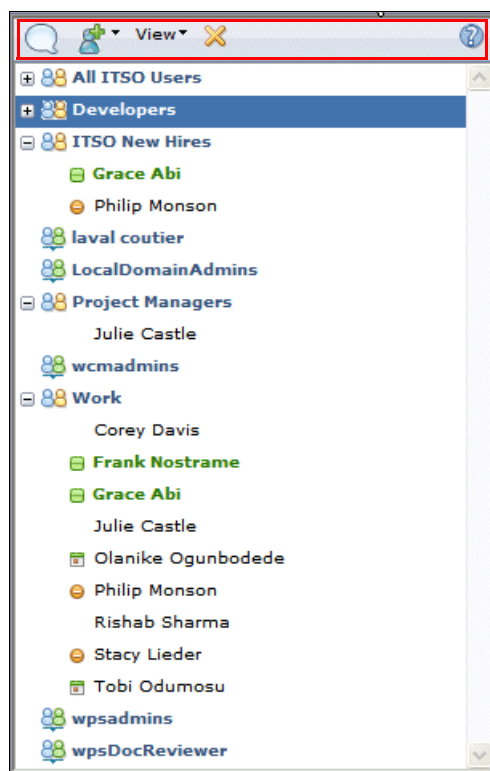 View
All ITSO Users
Developers
ITSO New Hires
Grace Abi
Philip Monson
laval coutier
LocalDomainAdmins
Project Managers
Julie Castle
wcmadmins
Work
Corey Davis
Frank Nostrame
Grace Abi
Julie Castle
Olanike Ogunbodede
Philip Monson
Rishab Sharma
Stacy Lieder
Tobi Odumosu
wpsadmins
wpsDocReviewer